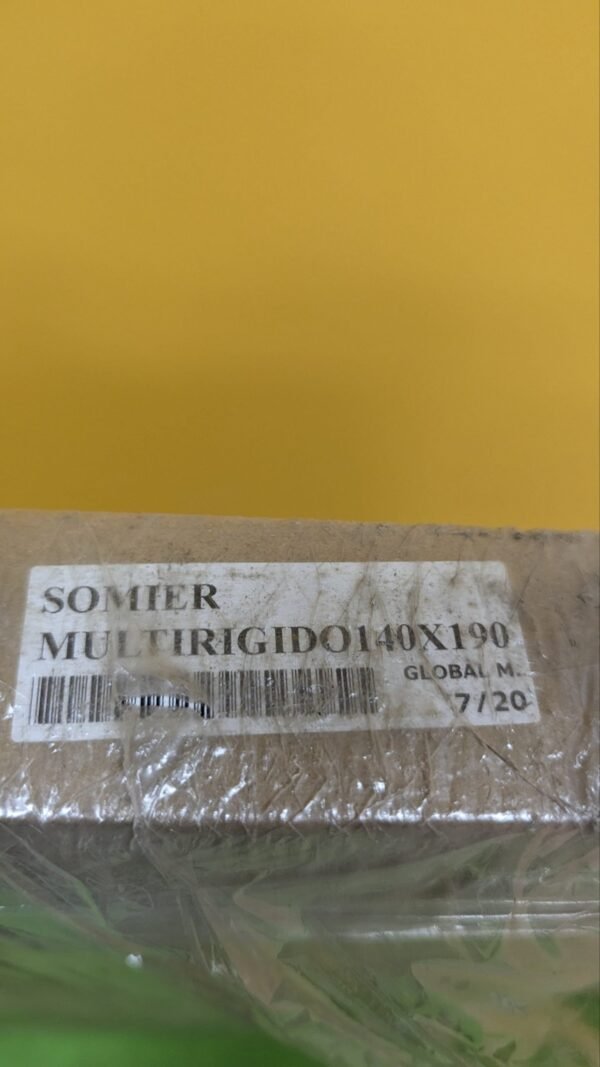 SOMIER
MULTIRIGIDO140X190
GLOBAL M.
7/20